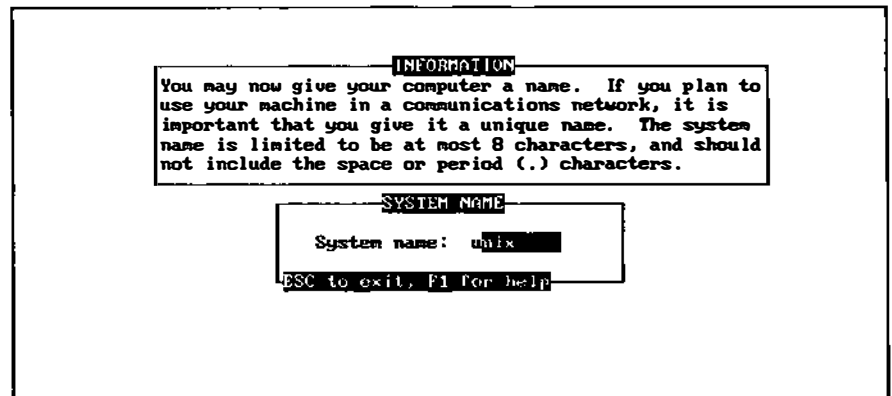 INFORMATION
You may now give your computer a name. If you plan to
use your machine in a communications network, it is
important that you give it a unique name. The system
name is limited to be at most 8 characters, and should
not include the space or period (.) characters.
SYSTEM NAME
System name: unix
ESC to exit, F1 for help